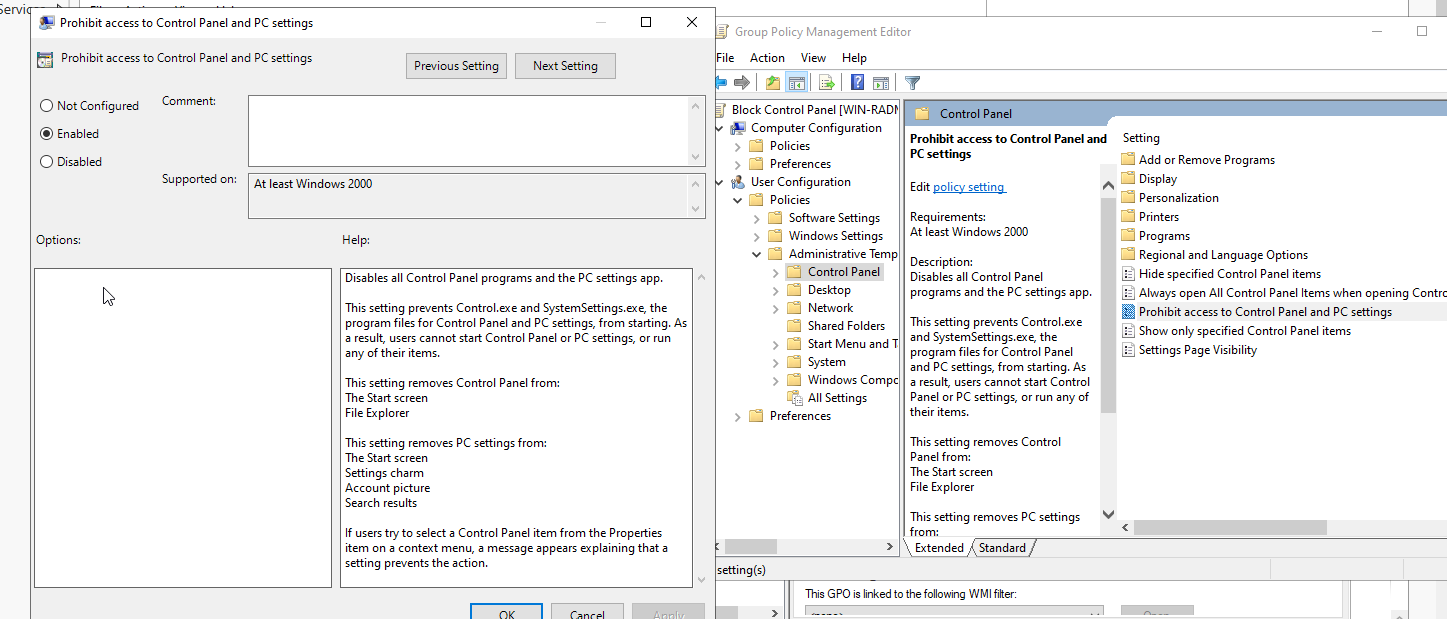 Services
Prohibit access to Control Panel and PC settings
Prohibit access to Control Panel and PC settings
Previous Setting
Next Setting
Not Configured
Enabled
Disabled
Comment:
Supported on:
At least Windows 2000
Options:
Help:
Disables all Control Panel programs and the PC settings app.
This setting prevents Control.exe and SystemSettings.exe, the
program files for Control Panel and PC settings, from starting. As
a result, users cannot start Control Panel or PC settings, or run
any of their items.
This setting removes Control Panel from:
The Start screen
File Explorer
This setting removes PC settings from:
The Start screen
Settings charm
Account picture
Search results
If users try to select a Control Panel item from the Properties
item on a context menu, a message appears explaining that a
setting prevents the action.
OK
Cancel
Apply
Group Policy Management Editor
File Action View Help
Block Control Panel [WIN-RADN
Computer Configuration
Policies
Preferences
User Configuration
Policies
Software Settings
Windows Settings
Administrative Temp
Control Panel
Desktop
Network
Shared Folders
Start Menu and T
System
Windows Compo
All Settings
Preferences
Control Panel
Prohibit access to Control Panel and
PC settings
Edit policy setting
Requirements:
At least Windows 2000
Description:
Disables all Control Panel
programs and the PC settings app.
This setting prevents Control.exe
and SystemSettings.exe, the
program files for Control Panel
and PC settings, from starting. As
a result, users cannot start Control
Panel or PC settings, or run any of
their items.
This setting removes Control
Panel from:
The Start screen
File Explorer
This setting removes PC settings
from:
Setting
Add or Remove Programs
Display
Personalization
Printers
Programs
Regional and Language Options
Hide specified Control Panel items
Always open All Control Panel Items when opening Contro
Prohibit access to Control Panel and PC settings
Show only specified Control Panel items
Settings Page Visibility
Extended
Standard
setting(s)
This GPO is linked to the following WMI filter:
<none>
Open